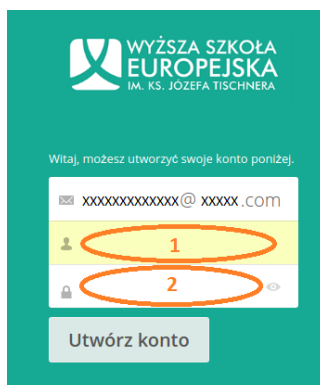 WYŻSZA SZKOŁA
EUROPEJSKA
IM. KS. JÓZEFA TISCHNERA
Witaj, możesz utworzyć swoje konto poniżej.
xxxxxxxxxxxxx@ xxxxx.com
1
2
Utwórz konto